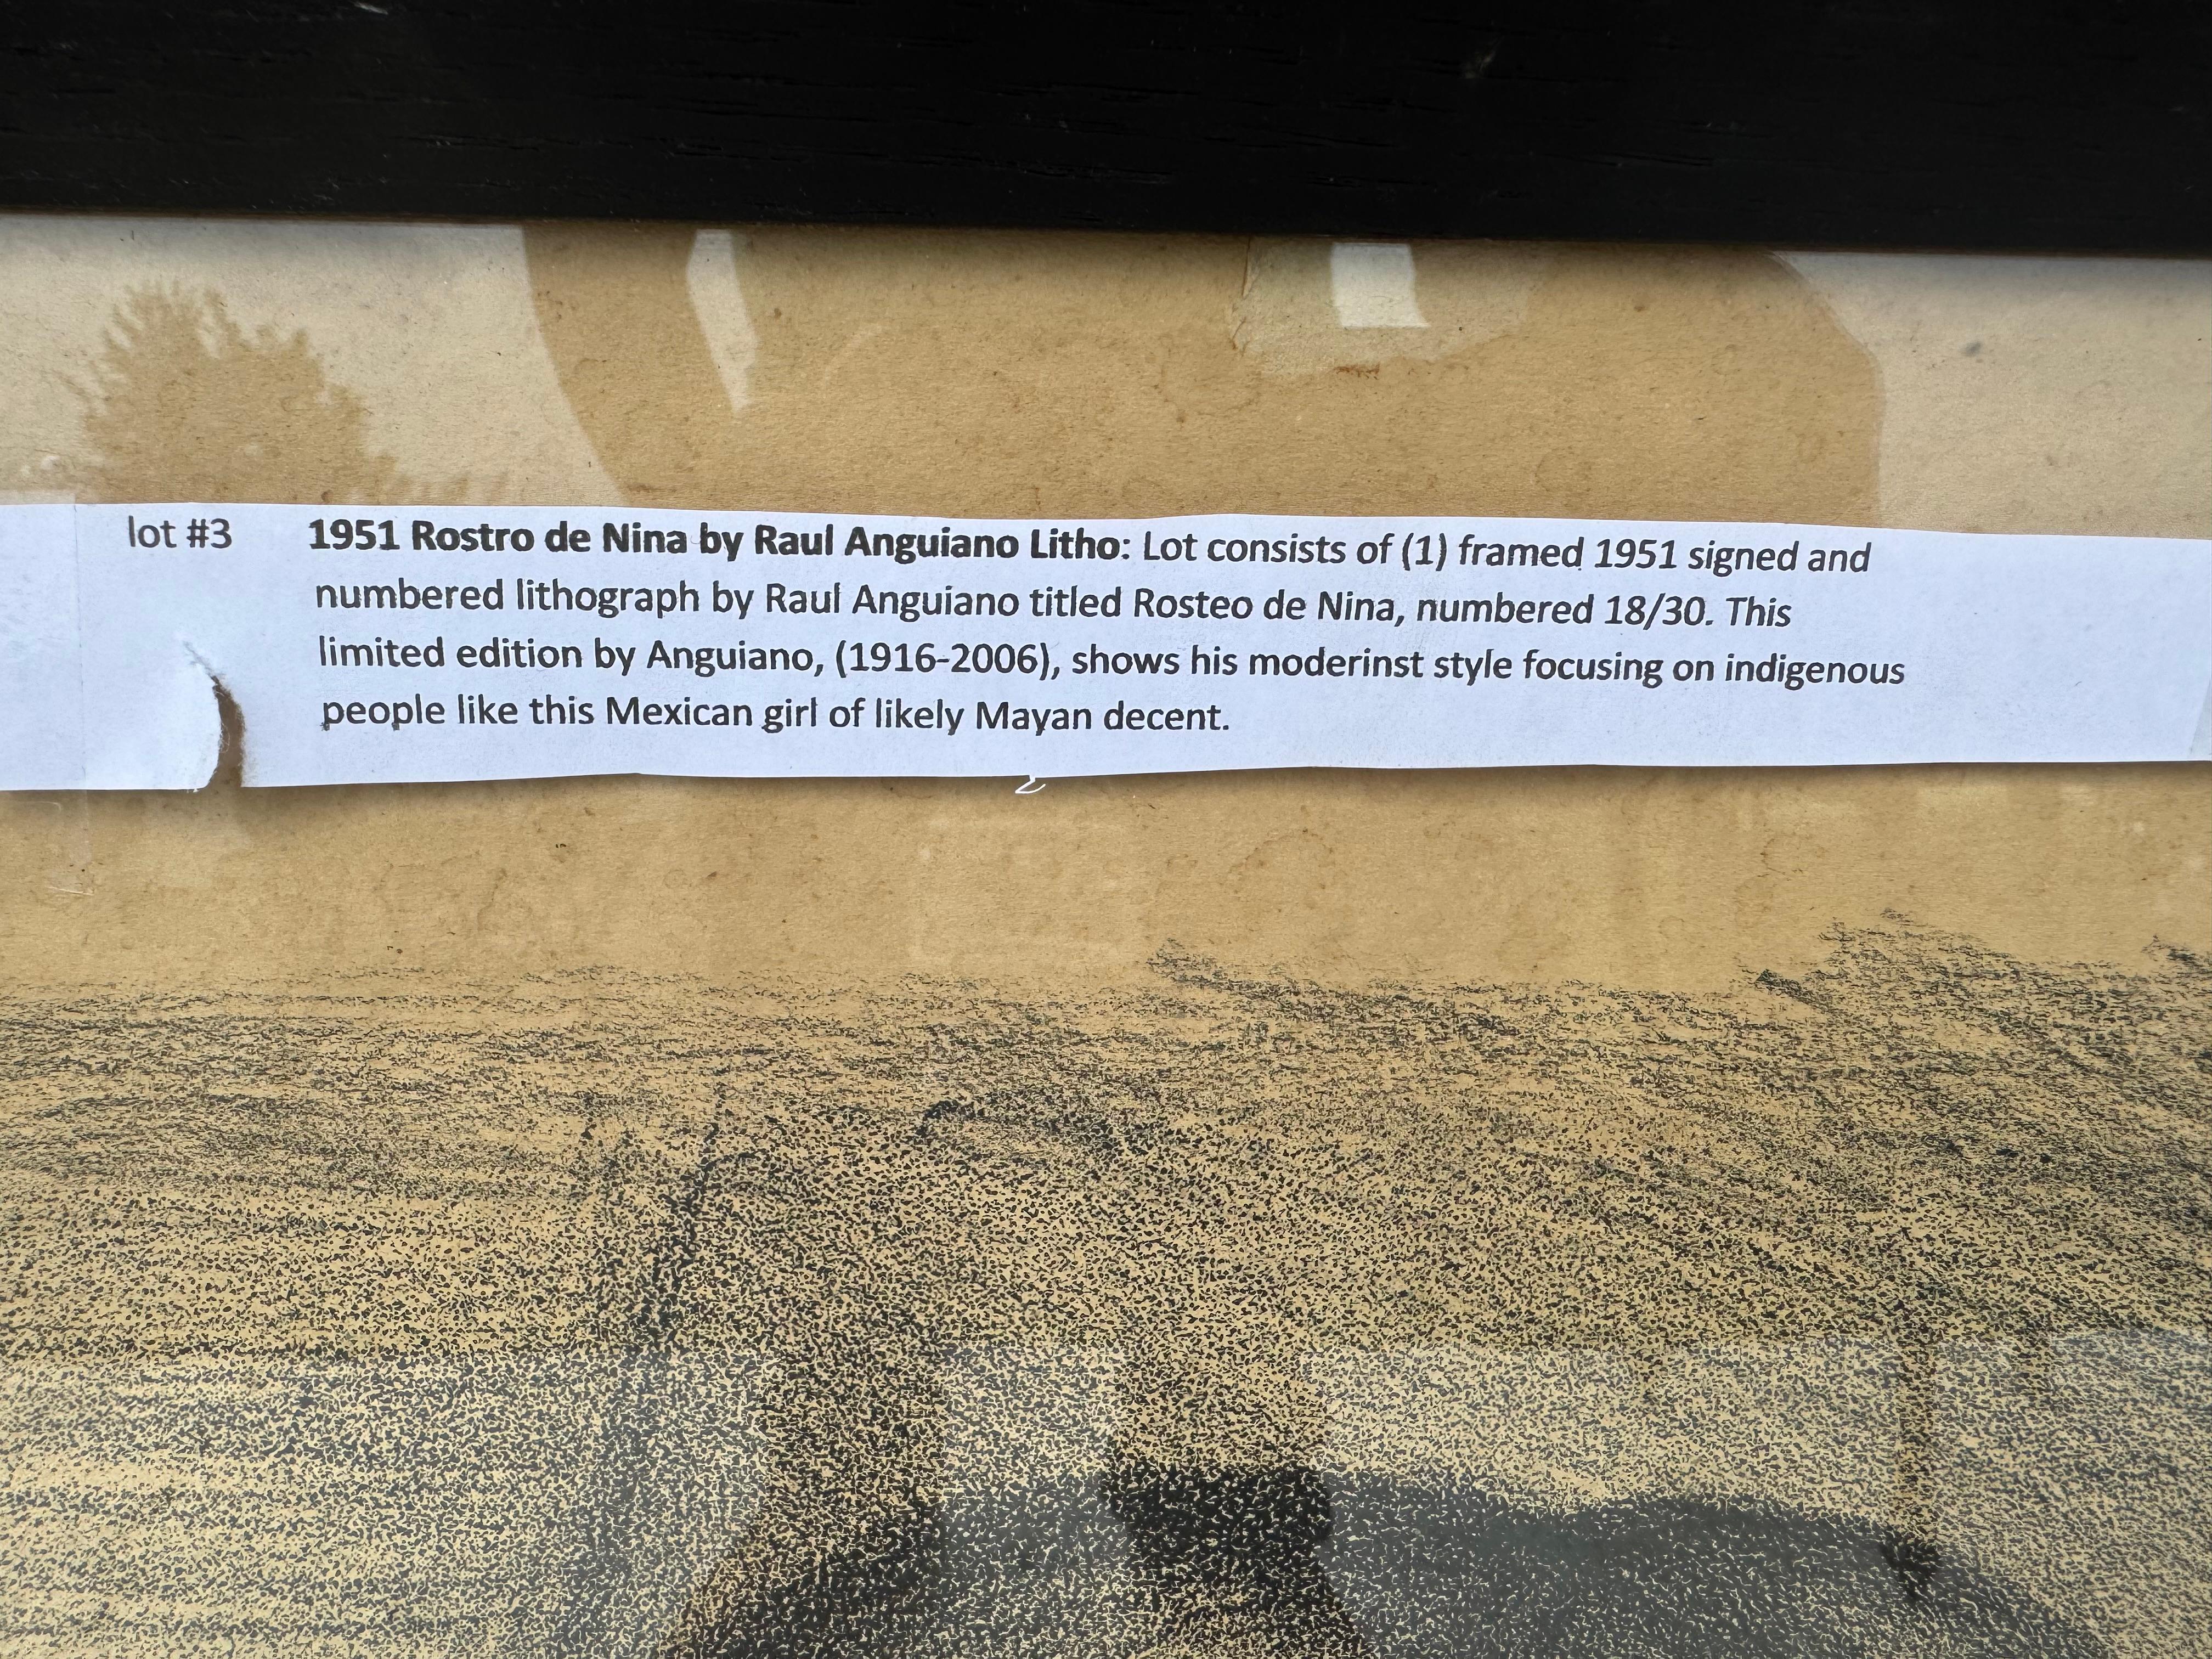 lot #3 1951 Rostro de Nina by Raul Anguiano Litho: Lot consists of (1) framed 1951 signed and
numbered lithograph by Raul Anguiano titled Rosteo de Nina, numbered 18/30. This
limited edition by Anguiano, (1916-2006), shows his moderinst style focusing on indigenous
people like this Mexican girl of likely Mayan decent.